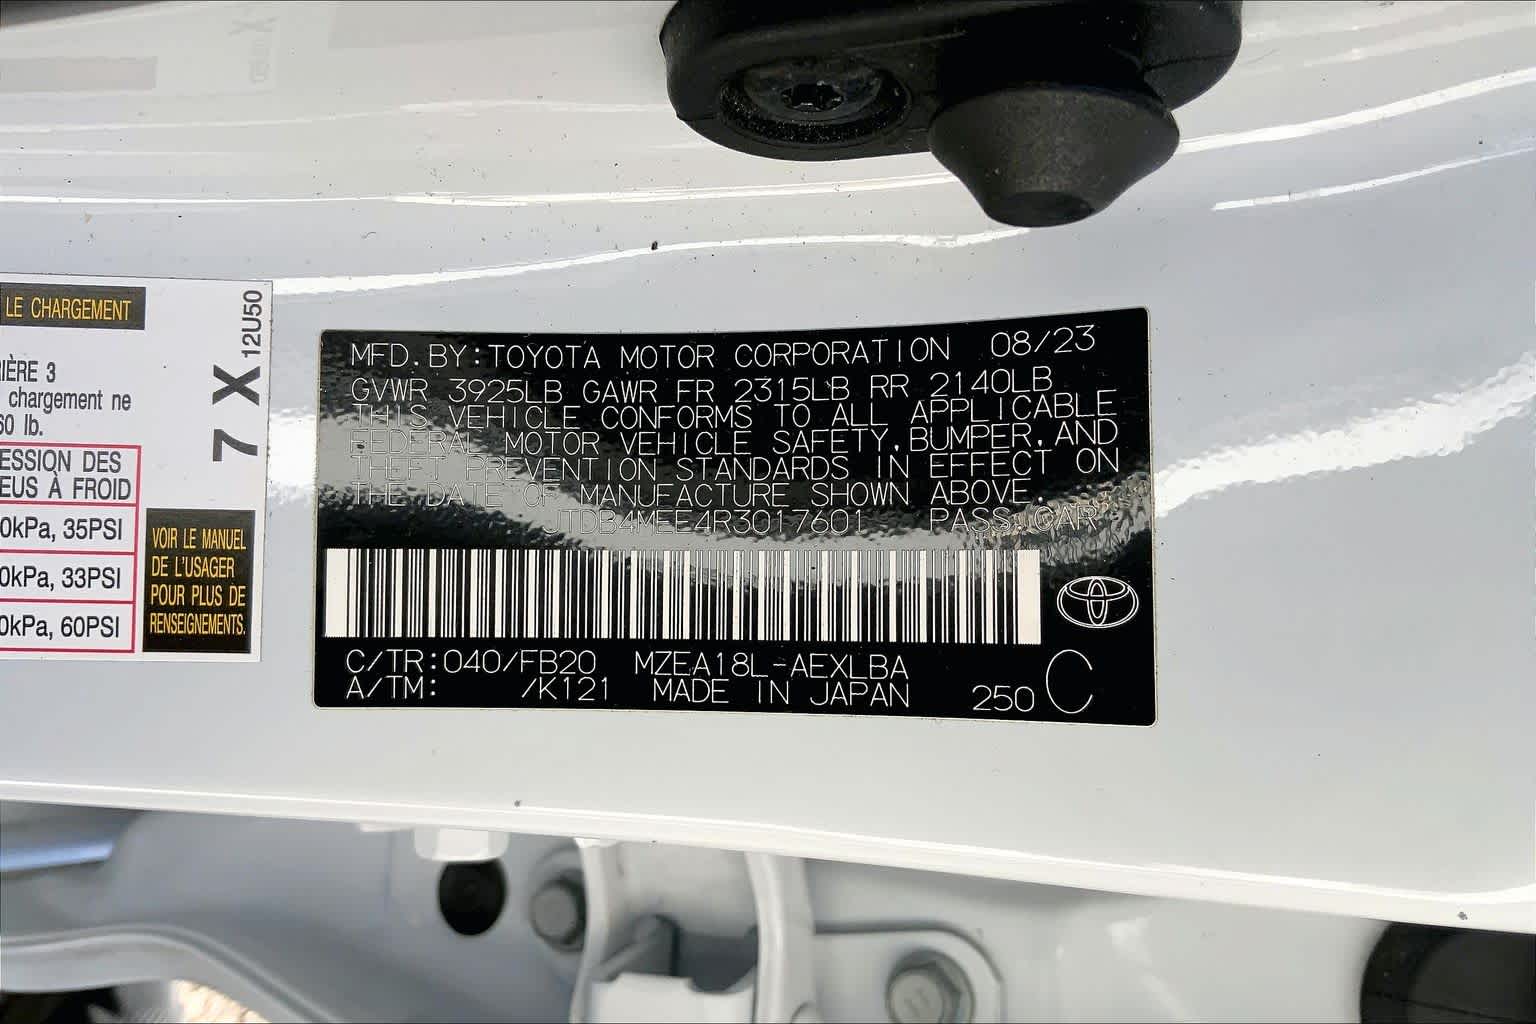 LE CHARGEMENT
IÈRE 3
chargement ne
60 lb.
ESSION DES
EUS À FROID
0kPa, 35PSI
0kPa, 33PSI
0kPa, 60PSI
7 X 12U50
VOIR LE MANUEL
DE L'USAGER
POUR PLUS DE
RENSEIGNEMENTS.
MFD. BY: TOYOTA MOTOR CORPORATION 08/23
GVWR 3925LB GAWR FR 2315LB RR 2140LB
THIS VEHICLE CONFORMS TO ALL APPLICABLE
FEDERAL MOTOR VEHICLE SAFETY, BUMPER, AND
THEFT PREVENTION STANDARDS IN EFFECT ON
THE DATE OF MANUFACTURE SHOWN ABOVE.
JTDB4MEE4R3017601 PASS.CAR
C/TR:040/FB20 MZEA18L-AEXLBA
A/TM: /K121 MADE IN JAPAN 250 C